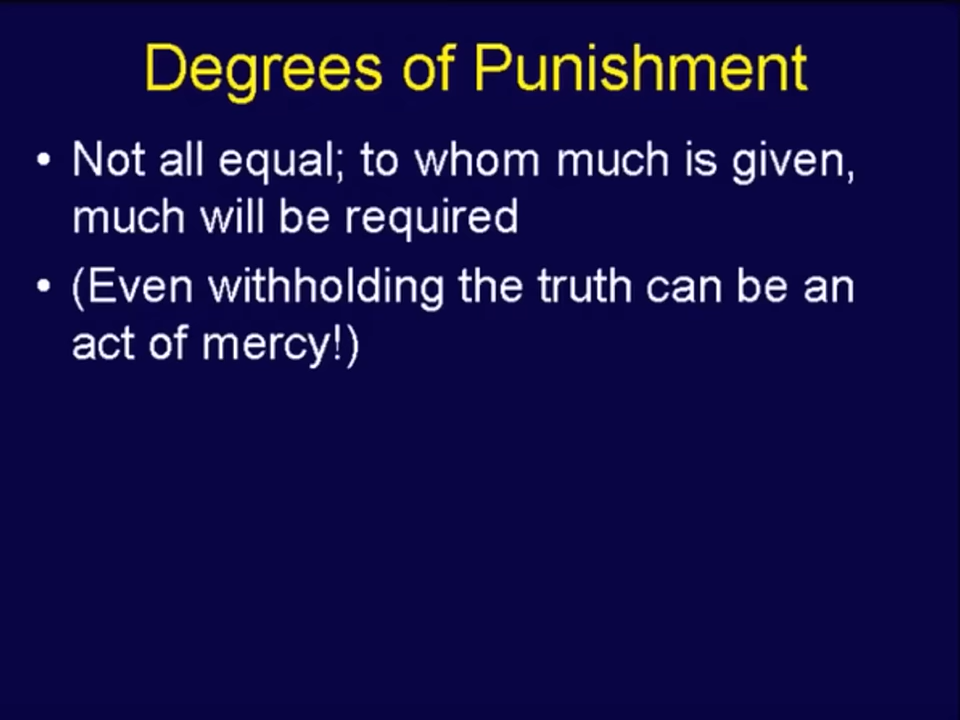 Degrees of Punishment
• Not all equal; to whom much is given,
much will be required
• (Even withholding the truth can be an
act of mercy!)